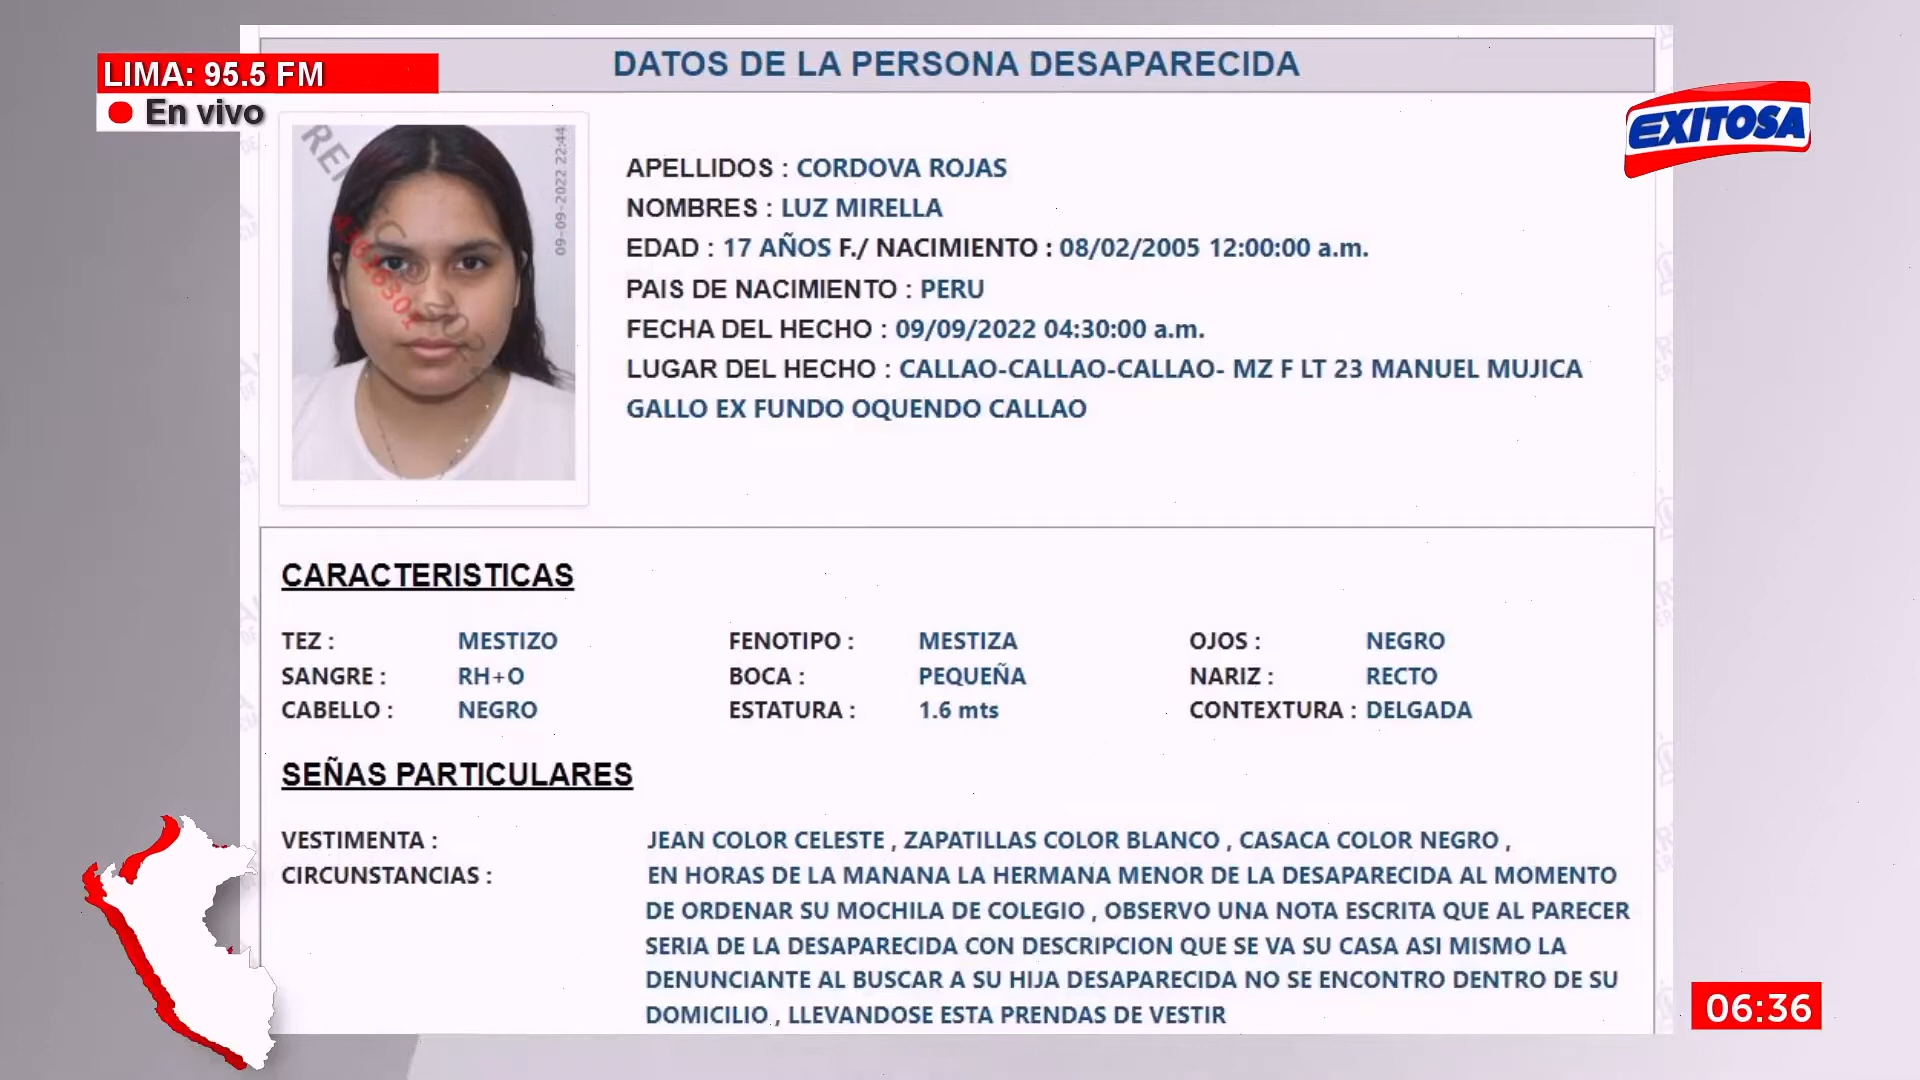 LIMA: 95.5 FM
En vivo
EXITOSA
DATOS DE LA PERSONA DESAPARECIDA
09-09-2022 22:44
APELLIDOS : CORDOVA ROJAS
NOMBRES : LUZ MIRELLA
EDAD : 17 AÑOS F./ NACIMIENTO : 08/02/2005 12:00:00 a.m.
PAIS DE NACIMIENTO : PERU
FECHA DEL HECHO : 09/09/2022 04:30:00 a.m.
LUGAR DEL HECHO : CALLAO-CALLAO-CALLAO- MZ F LT 23 MANUEL MUJICA
GALLO EX FUNDO OQUENDO CALLAO
CARACTERISTICAS
TEZ : MESTIZO FENOTIPO : MESTIZA OJOS : NEGRO
SANGRE : RH+O BOCA : PEQUEÑA NARIZ : RECTO
CABELLO : NEGRO ESTATURA : 1.6 mts CONTEXTURA : DELGADA
SEÑAS PARTICULARES
VESTIMENTA : JEAN COLOR CELESTE , ZAPATILLAS COLOR BLANCO , CASACA COLOR NEGRO ,
CIRCUNSTANCIAS : EN HORAS DE LA MANANA LA HERMANA MENOR DE LA DESAPARECIDA AL MOMENTO
DE ORDENAR SU MOCHILA DE COLEGIO , OBSERVO UNA NOTA ESCRITA QUE AL PARECER
SERIA DE LA DESAPARECIDA CON DESCRIPCION QUE SE VA SU CASA ASI MISMO LA
DENUNCIANTE AL BUSCAR A SU HIJA DESAPARECIDA NO SE ENCONTRO DENTRO DE SU
DOMICILIO , LLEVANDOSE ESTA PRENDAS DE VESTIR
06:36